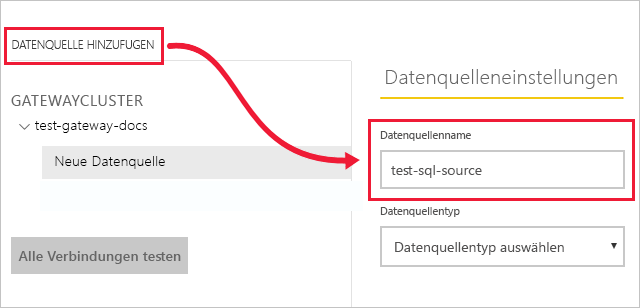 DATENQUELLE HINZUFUGEN
GATEWAYCLUSTER
test-gateway-docs
Neue Datenquelle
Alle Verbindungen testen
Datenquelleneinstellungen
Datenquellenname
test-sql-source
Datenquellentyp
Datenquellentyp auswählen